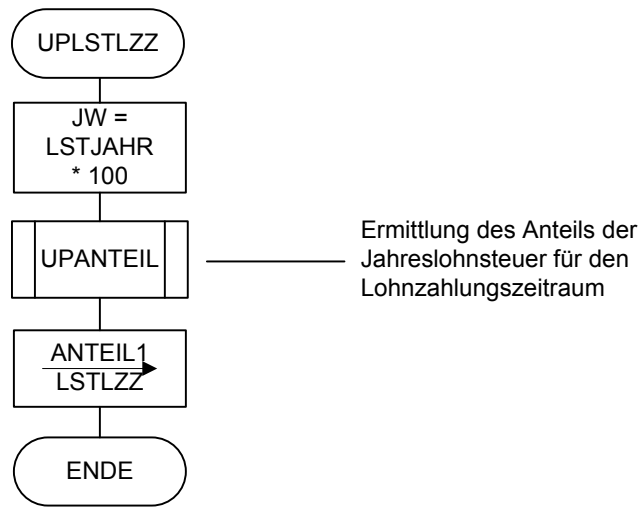 UPLSTLZZ
JW =
LSTJAHR
* 100
UPANTEIL
Ermittlung des Anteils der
Jahreslohnsteuer für den
Lohnzahlungszeitraum
ANTEIL1
LSTLZZ
ENDE